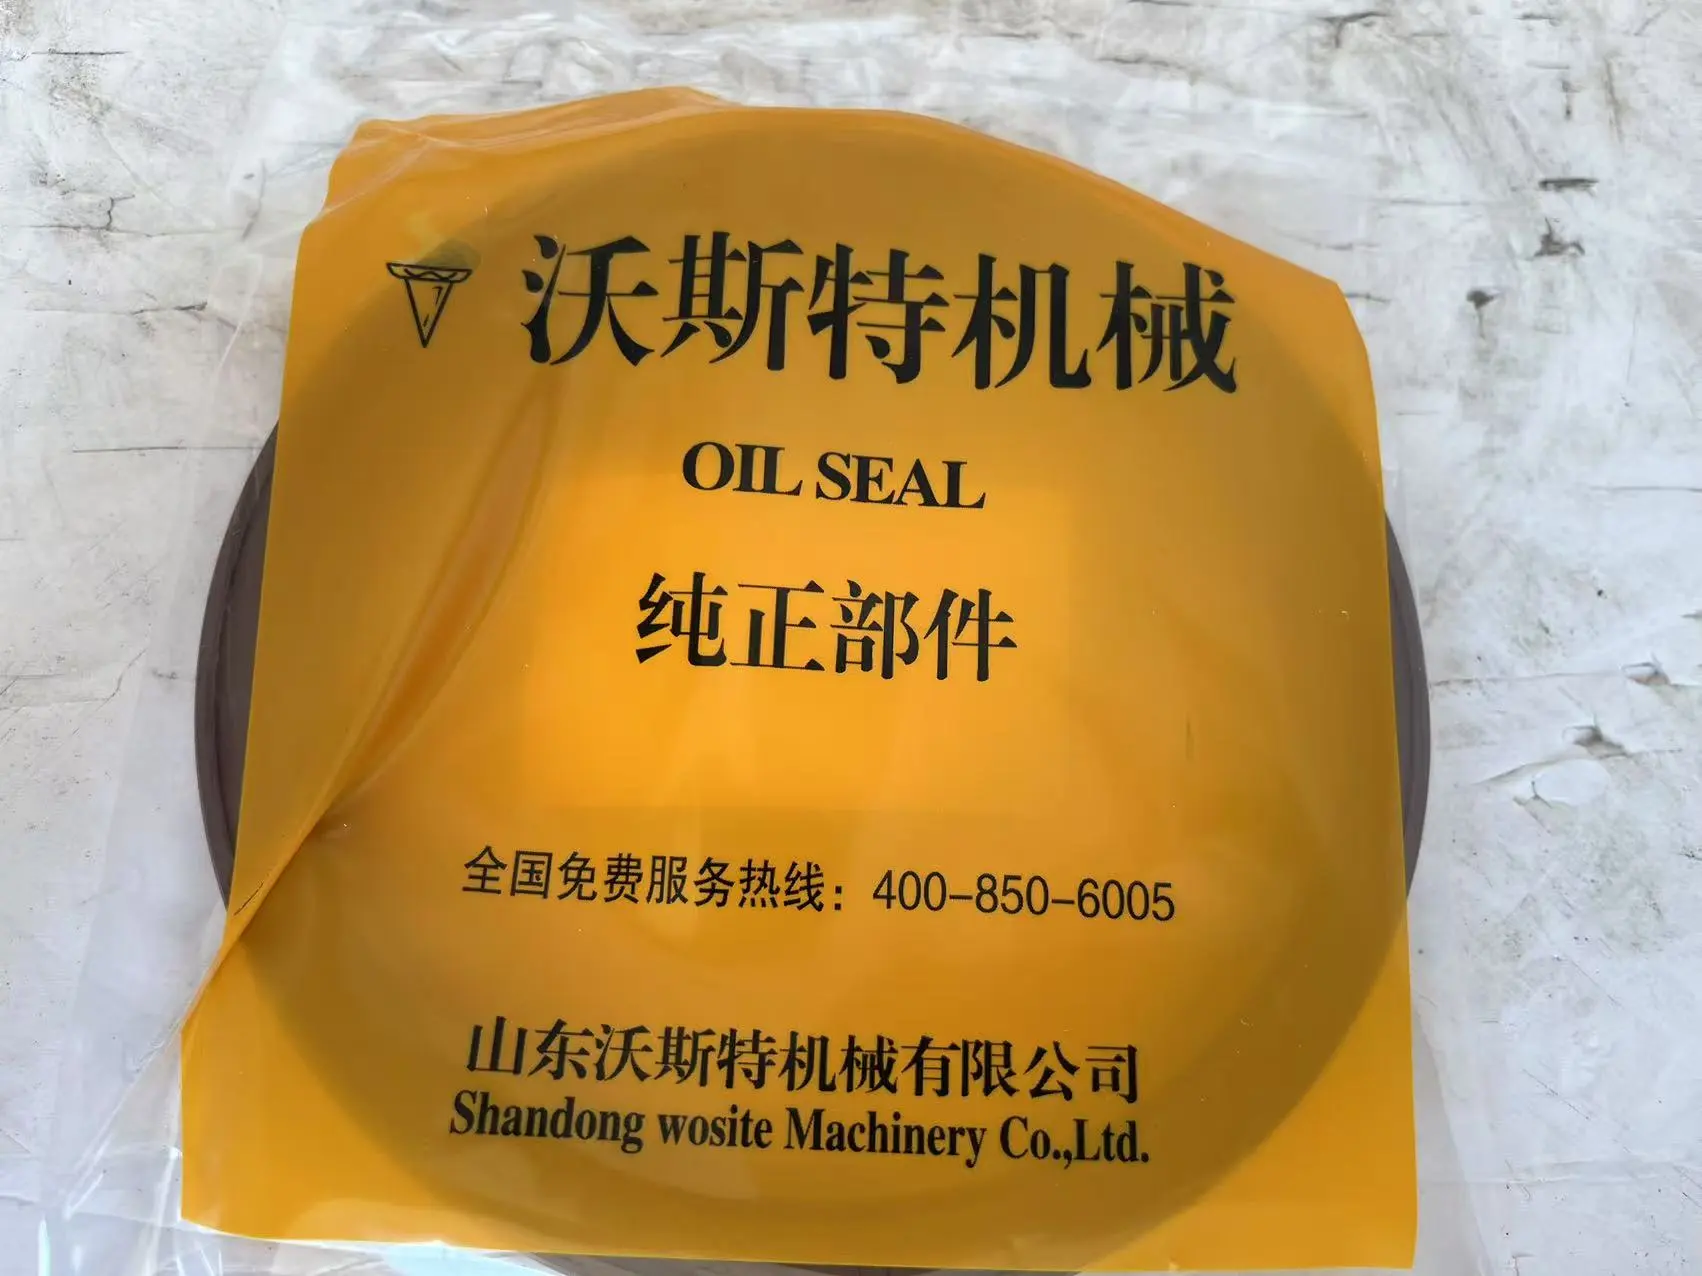 沃斯特机械
OIL SEAL
纯正部件
全国免费服务热线：400-850-6005
山东沃斯特机械有限公司
Shandong wosite Machinery Co.,Ltd.